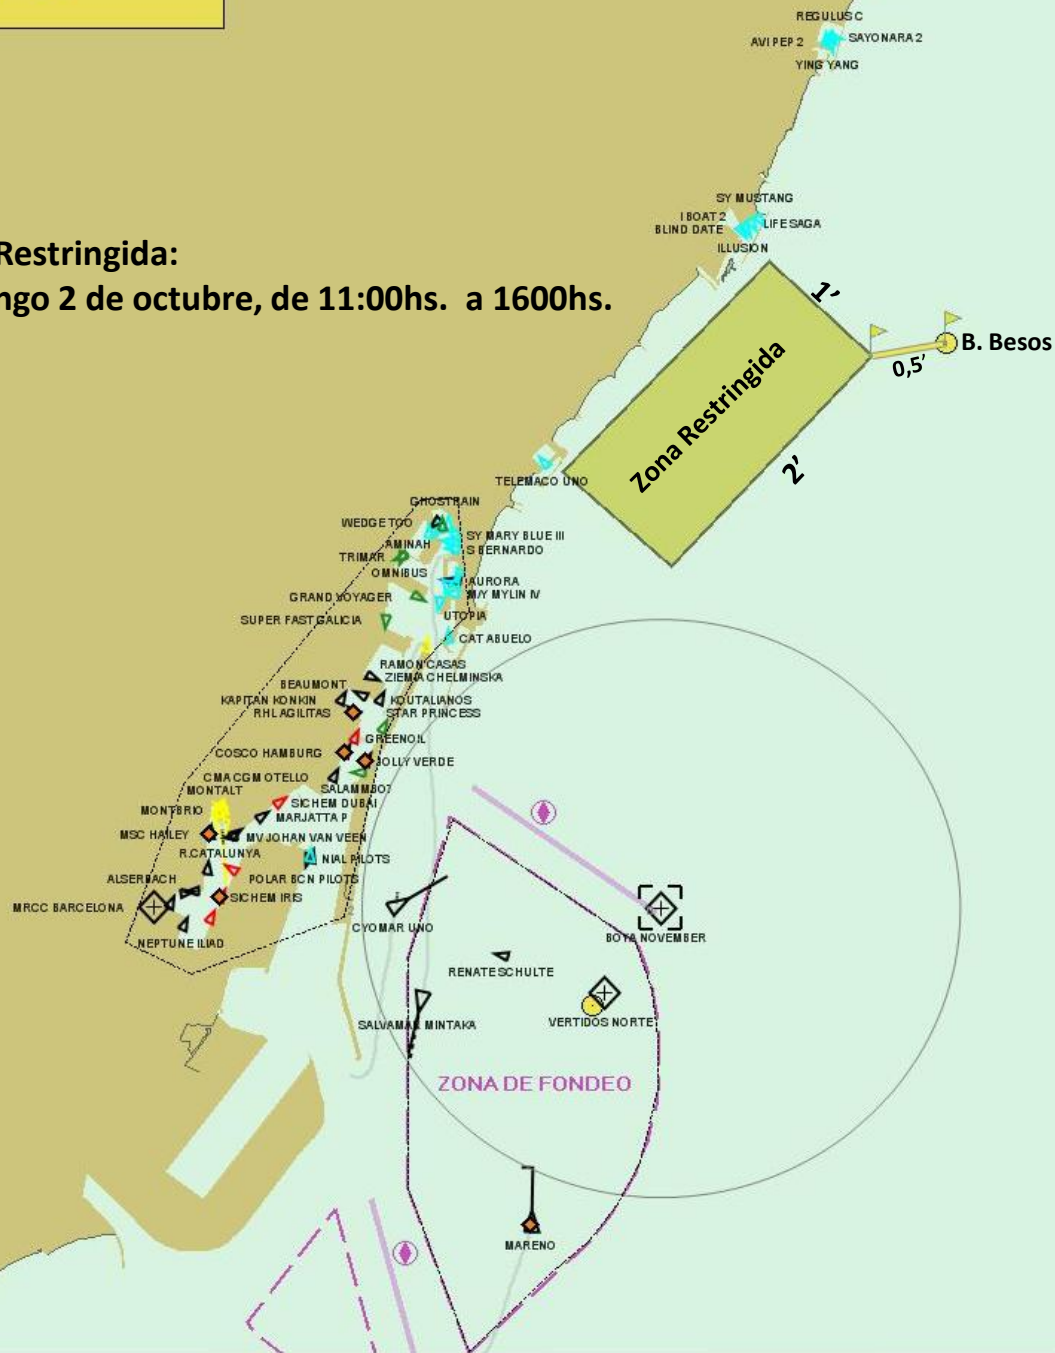 REGULUS C
AVI PEP 2
SAYONARA 2
YING YANG
SY MUSTANG
I BOAT 2
BLIND DATE
LIFE SAGA
ILLUSION
Restringida:
ngo 2 de octubre, de 11:00hs. a 1600hs.
1’
B. Besos
0,5’
Zona Restringida
2’
TELEMACO UNO
GHOSTRAIN
WEDGE TOO
SY MARY BLUE III
AMINAH
S BERNARDO
TRIMAR
OMNIBUS
AURORA
GRAND VOYAGER
M/Y MYLIN IV
SUPER FAST GALICIA
UTOPIA
CAT ABUELO
RAMON CASAS
ZIEMIA CHELMINSKA
BEAUMONT
KAPITAN KONKIN
KOUTALIANOS
RHL AGILITAS
STAR PRINCESS
GREENOIL
COSCO HAMBURG
JOLLY VERDE
CMA CGM OTELLO
SALAMMBO
MONTALT
SICHEM DUBAI
MONTBRIO
MARJATTA P
MSC HAILEY
MV JOHAN VAN VEEN
R.CATALUNYA
NIAL PILOTS
ALSERBACH
POLAR BCN PILOTS
SICHEM IRIS
MRCC BARCELONA
CYOMAR UNO
BOYA NOVEMBER
NEPTUNE ILIAD
RENATE SCHULTE
SALVAMAR MINTAKA
VERTIDOS NORTE
ZONA DE FONDEO
MARENO